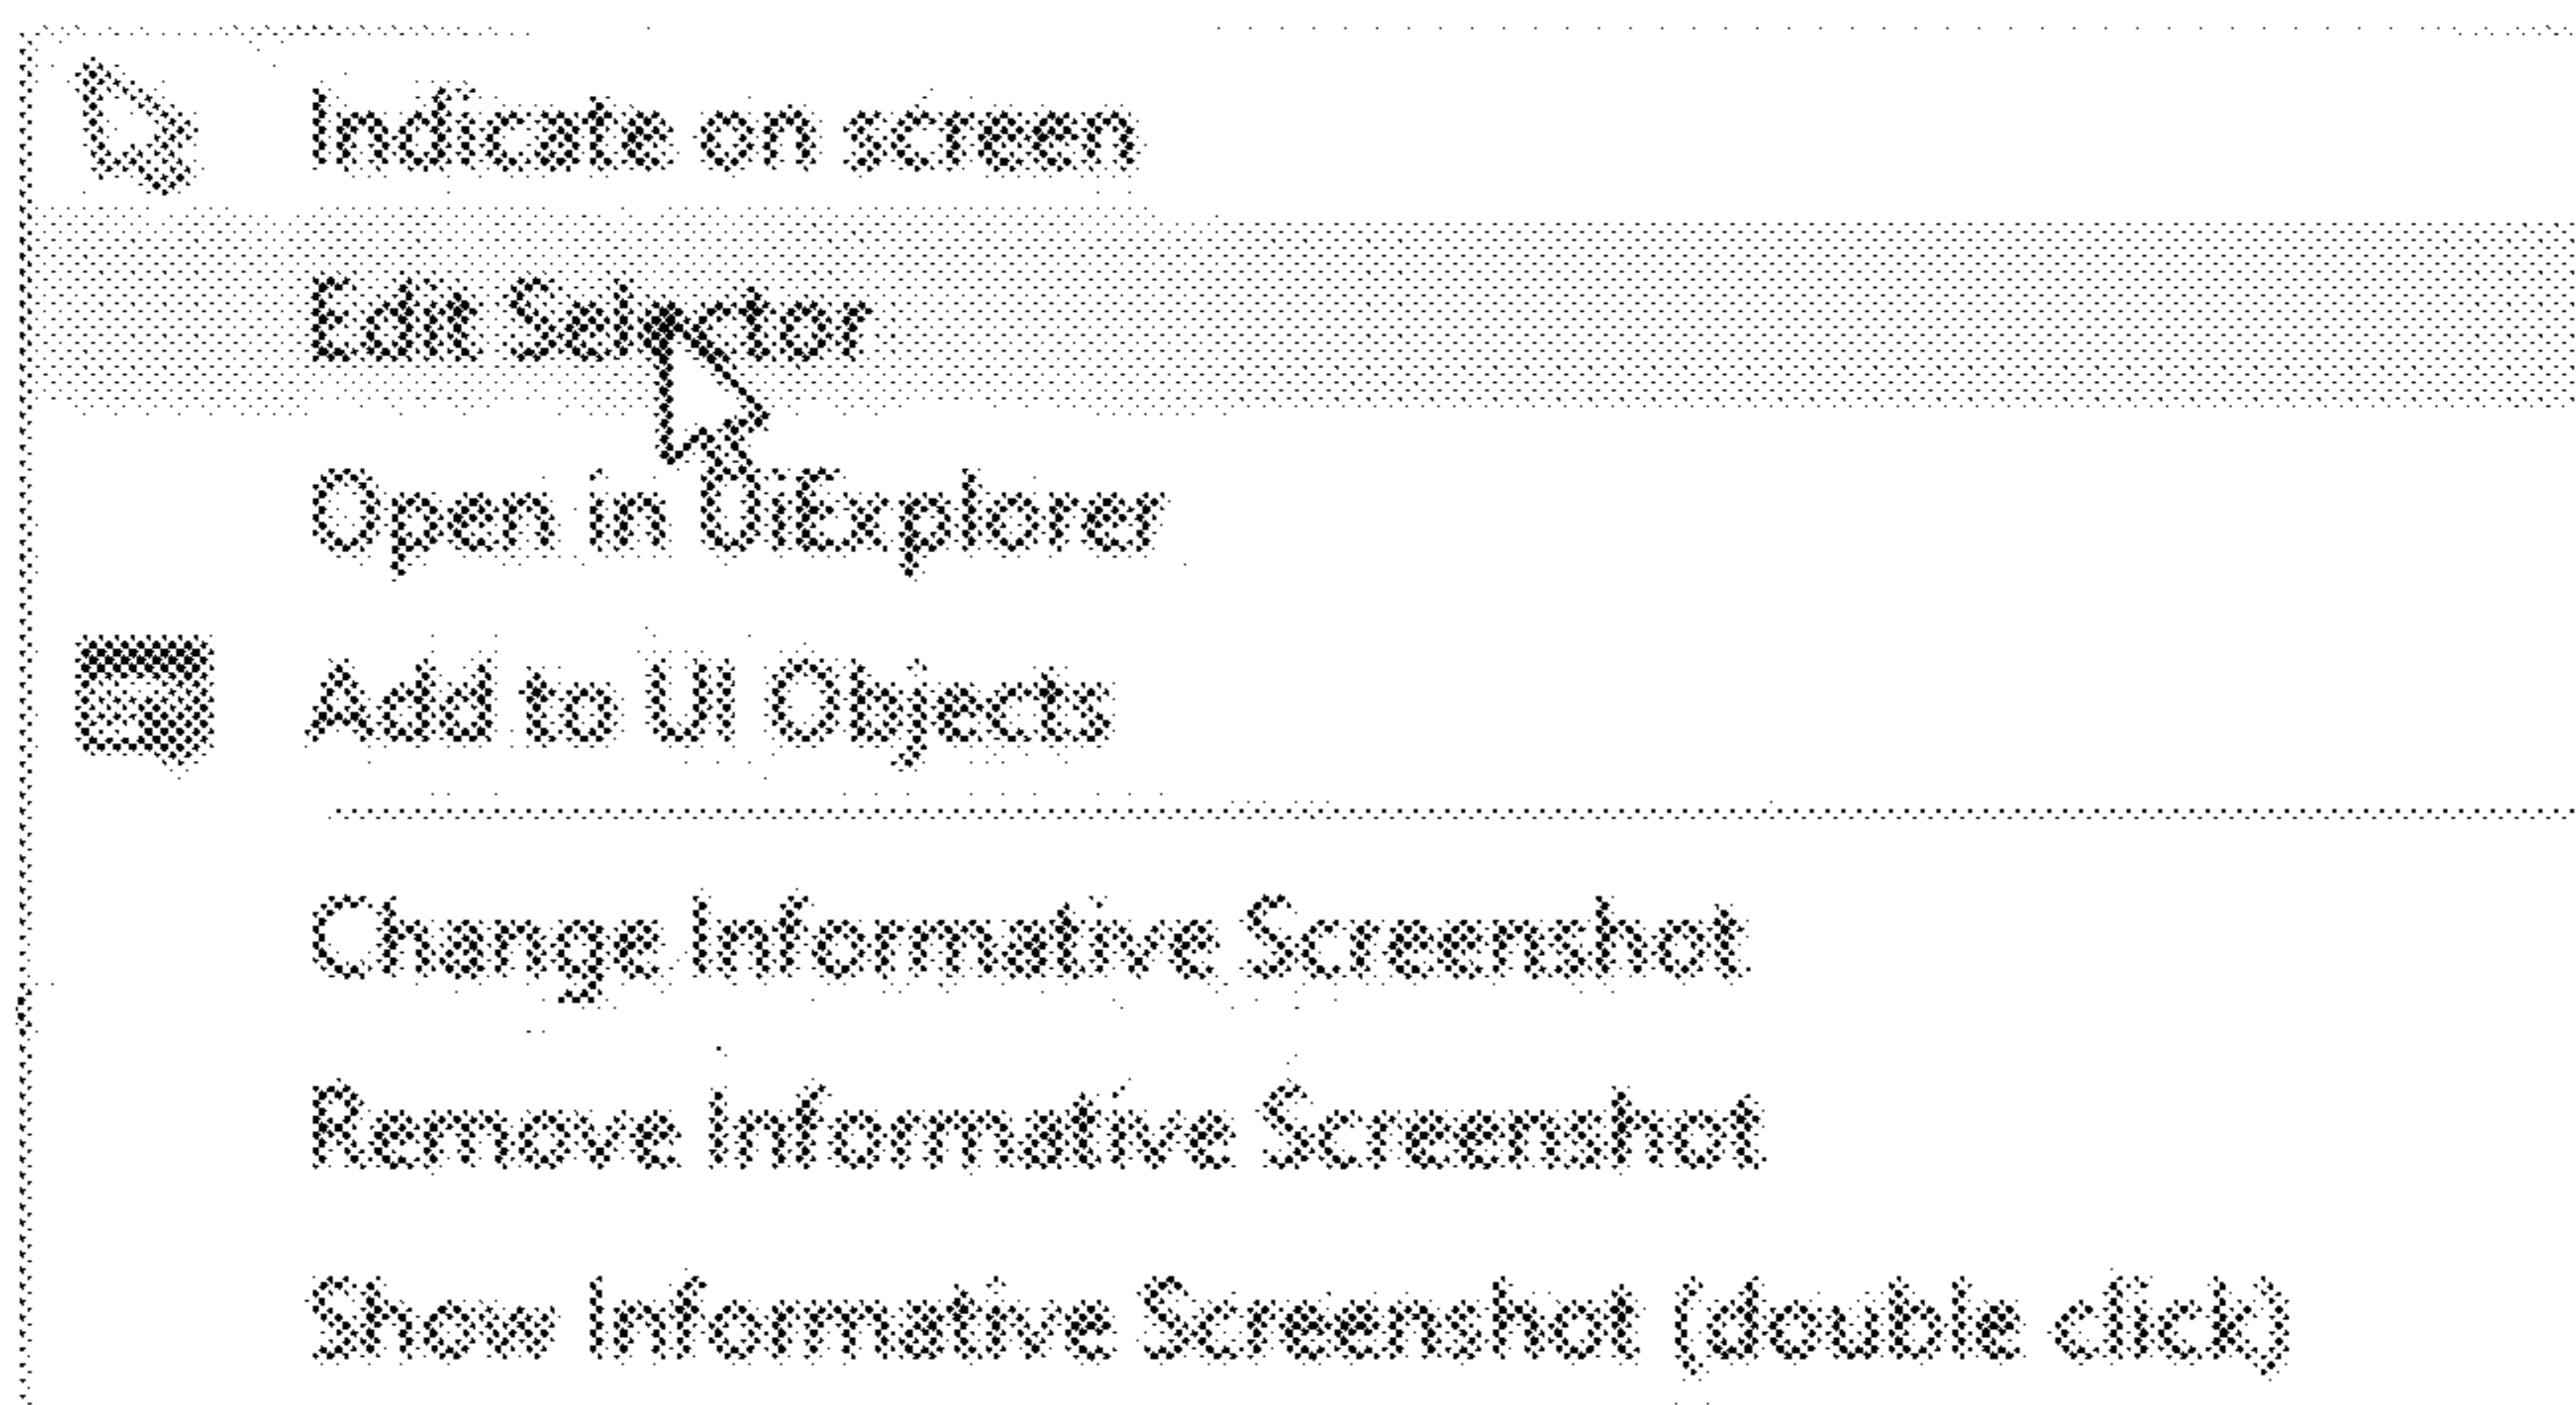 Indicate on screen
Edit Selector
Open in UiExplorer
Add to UI Objects
Change Informative Screenshot
Remove Informative Screenshot
Show Informative Screenshot (double click)